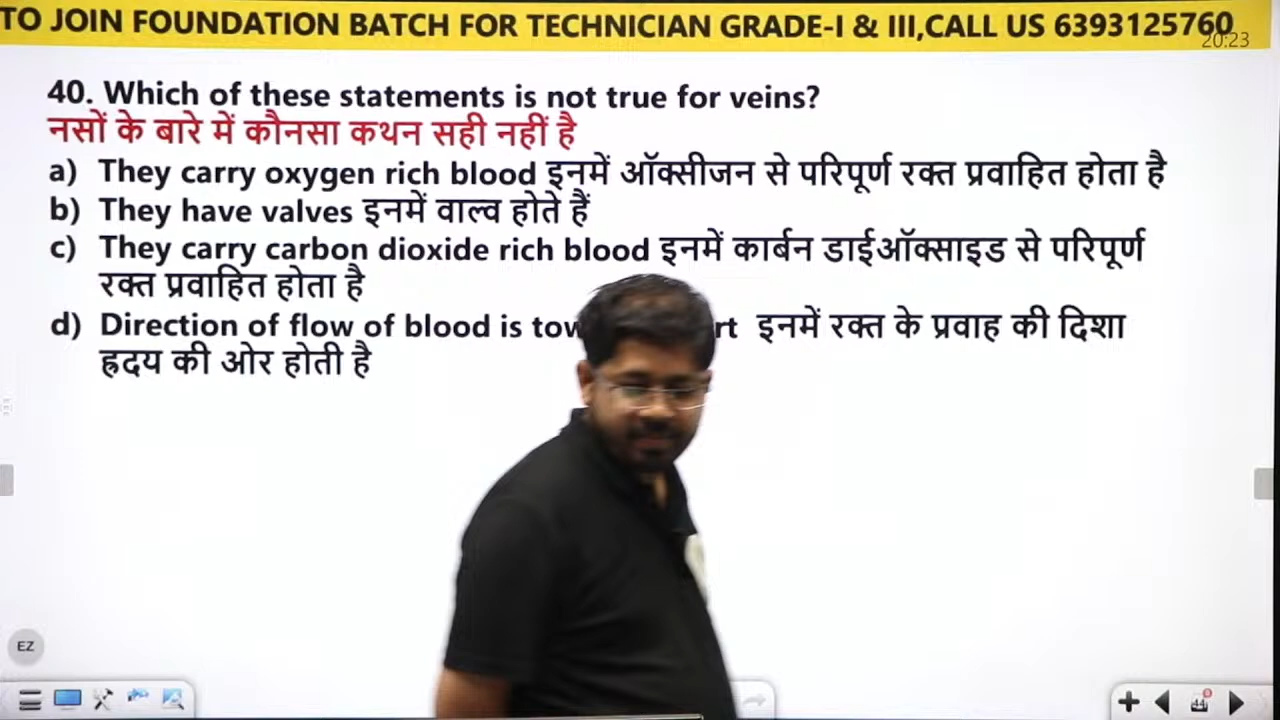 TO JOIN FOUNDATION BATCH FOR TECHNICIAN GRADE-I & III,CALL US 6393125760
20:23
40. Which of these statements is not true for veins?
नसों के बारे में कौनसा कथन सही नहीं है
a) They carry oxygen rich blood इनमें ऑक्सीजन से परिपूर्ण रक्त प्रवाहित होता है
b) They have valves इनमें वाल्व होते हैं
c) They carry carbon dioxide rich blood इनमें कार्बन डाईऑक्साइड से परिपूर्ण
रक्त प्रवाहित होता है
d) Direction of flow of blood is इनमें रक्त के प्रवाह की दिशा
ह्रदय की ओर होती है
EZ
44